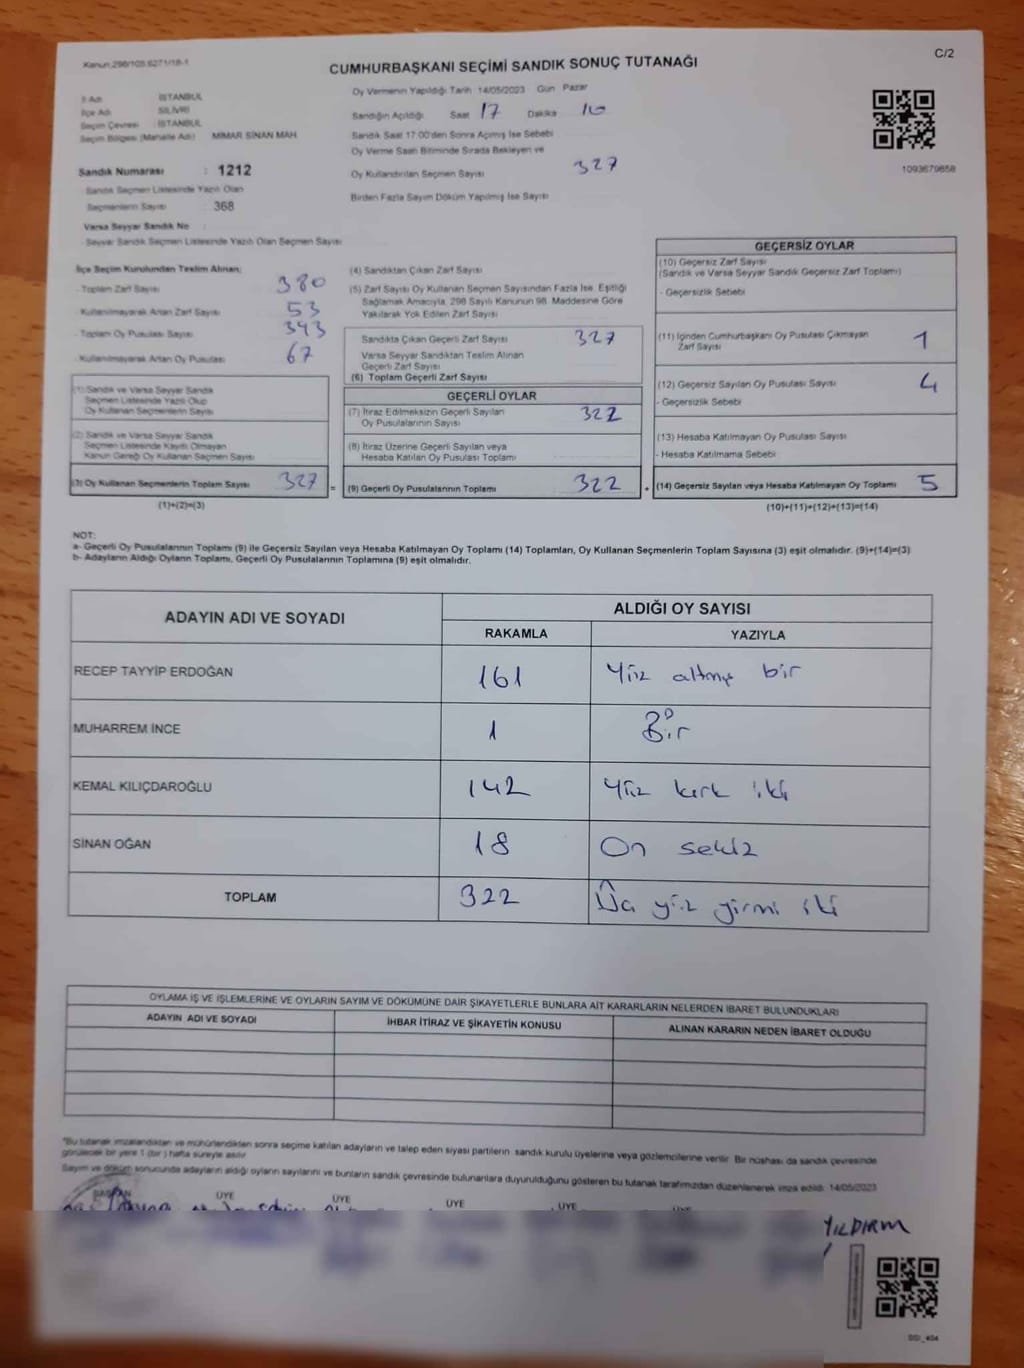 Kanun:298/105 6271/18-1
C/2
CUMHURBAŞKANI SEÇİMİ SANDIK SONUÇ TUTANAĞI
İl Adı : İSTANBUL
İlçe Adı : SİLİVRİ
Seçim Çevresi : İSTANBUL
Seçim Bölgesi (Mahalle Adı) : MİMAR SİNAN MAH.
Sandık Numarası : 1212
Sandık Seçmen Listesinde Yazılı Olan
Seçmenlerin Sayısı : 368
Varsa Seyyar Sandık No :
- Seyyar Sandık Seçmen Listesinde Yazılı Olan Seçmen Sayısı
Oy Vermenin Yapıldığı Tarih 14/05/2023 Gün Pazar
Sandığın Açıldığı Saat 17 Dakika 10
Sandık Saat 17:00'den Sonra Açılmış İse Sebebi
Oy Verme Saati Bitiminde Sırada Bekleyen ve
Oy Kullandırılan Seçmen Sayısı 327
Birden Fazla Sayım Döküm Yapılmış İse Sayısı
1093679658
İlçe Seçim Kurulundan Teslim Alınan:
- Toplam Zarf Sayısı 380
- Kullanılmayarak Artan Zarf Sayısı 53
- Toplam Oy Pusulası Sayısı 393
- Kullanılmayarak Artan Oy Pusulası 67
(1) Sandık ve Varsa Seyyar Sandık
Seçmen Listesinde Yazılı Olup
Oy Kullanan Seçmenlerin Sayısı
(2) Sandık ve Varsa Seyyar Sandık
Seçmen Listesinde Kayıtlı Olmayan
Kanun Gereği Oy Kullanan Seçmen Sayısı
(3) Oy Kullanan Seçmenlerin Toplam Sayısı 327 =
(1)+(2)=(3)
(4) Sandıktan Çıkan Zarf Sayısı
(5) Zarf Sayısı Oy Kullanan Seçmen Sayısından Fazla İse, Eşitliği
Sağlamak Amacıyla, 298 Sayılı Kanunun 98. Maddesine Göre
Yakılarak Yok Edilen Zarf Sayısı
Sandıkta Çıkan Geçerli Zarf Sayısı 327
Varsa Seyyar Sandıktan Teslim Alınan
Geçerli Zarf Sayısı
(6) Toplam Geçerli Zarf Sayısı
GEÇERLİ OYLAR
(7) İtiraz Edilmeksizin Geçerli Sayılan
Oy Pusulalarının Sayısı 322
(8) İtiraz Üzerine Geçerli Sayılan veya
Hesaba Katılan Oy Pusulası Toplamı
(9) Geçerli Oy Pusulalarının Toplamı 322 +
GEÇERSİZ OYLAR
(10) Geçersiz Zarf Sayısı
(Sandık ve Varsa Seyyar Sandık Geçersiz Zarf Toplamı)
- Geçersizlik Sebebi
(11) İçinden Cumhurbaşkanı Oy Pusulası Çıkmayan
Zarf Sayısı 1
(12) Geçersiz Sayılan Oy Pusulası Sayısı 4
- Geçersizlik Sebebi
(13) Hesaba Katılmayan Oy Pusulası Sayısı
- Hesaba Katılmama Sebebi
(14) Geçersiz Sayılan veya Hesaba Katılmayan Oy Toplamı 5
(10)+(11)+(12)+(13)=(14)
NOT:
a- Geçerli Oy Pusulalarının Toplamı (9) ile Geçersiz Sayılan veya Hesaba Katılmayan Oy Toplamı (14) Toplamları, Oy Kullanan Seçmenlerin Toplam Sayısına (3) eşit olmalıdır. (9)+(14)=(3)
b- Adayların Aldığı Oyların Toplamı, Geçerli Oy Pusulalarının Toplamına (9) eşit olmalıdır.
ADAYIN ADI VE SOYADI ALDIĞI OY SAYISI
RAKAMLA YAZIYLA
RECEP TAYYİP ERDOĞAN 161 Yüz altmış bir
MUHARREM İNCE 1 Bir
KEMAL KILIÇDAROĞLU 142 Yüz kırk iki
SİNAN OĞAN 18 On sekiz
TOPLAM 322 Üç yüz yirmi iki
OYLAMA İŞ VE İŞLEMLERİNE VE OYLARIN SAYIM VE DÖKÜMÜNE DAİR ŞİKAYETLERLE BUNLARA AİT KARARLARIN NELERDEN İBARET BULUNDUKLARI
ADAYIN ADI VE SOYADI İHBAR İTİRAZ VE ŞİKAYETİN KONUSU ALINAN KARARIN NEDEN İBARET OLDUĞU
*Bu tutanak imzalandıktan ve mühürlendikten sonra seçime katılan adayların ve talep eden siyasi partilerin sandık kurulu üyelerine veya gözlemcilerine verilir. Bir nüshası da sandık çevresinde
görülecek bir yere 1 (bir) hafta süreyle asılır
Sayım ve döküm sonucunda adayların aldığı oyların sayılarını ve bunların sandık çevresinde bulunanlara duyurulduğunu gösteren bu tutanak tarafımızdan düzenlenerek imza edildi. 14/05/2023
BAŞKAN ÜYE ÜYE ÜYE ÜYE
YILDIRIM